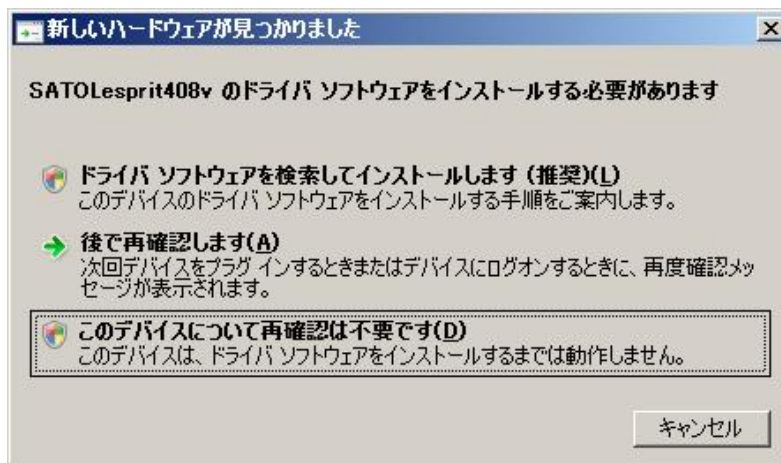 新しいハードウェアが見つかりました
SATOLesprit408v のドライバ ソフトウェアをインストールする必要があります
ドライバ ソフトウェアを検索してインストールします (推奨)(L)
このデバイスのドライバ ソフトウェアをインストールする手順をご案内します。
後で再確認します(A)
次回デバイスをプラグ インするときまたはデバイスにログオンするときに、再度確認メッ
セージが表示されます。
このデバイスについて再確認は不要です(D)
このデバイスは、ドライバ ソフトウェアをインストールするまでは動作しません。
キャンセル